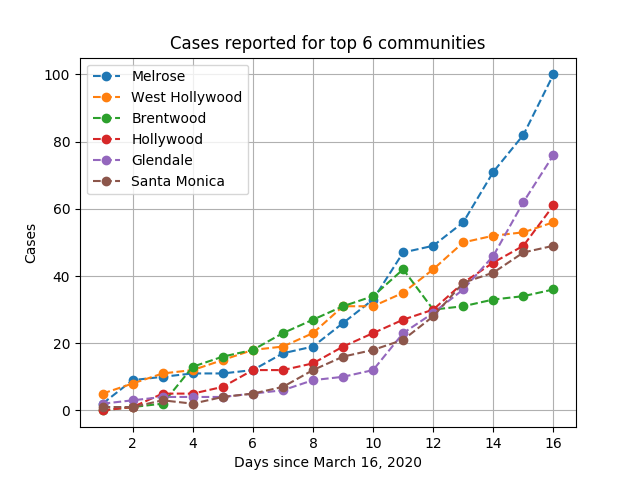 Cases reported for top 6 communities
100
80
60
40
20
0
Cases
Melrose
West Hollywood
Brentwood
Hollywood
Glendale
Santa Monica
2 4 6 8 10 12 14 16
Days since March 16, 2020